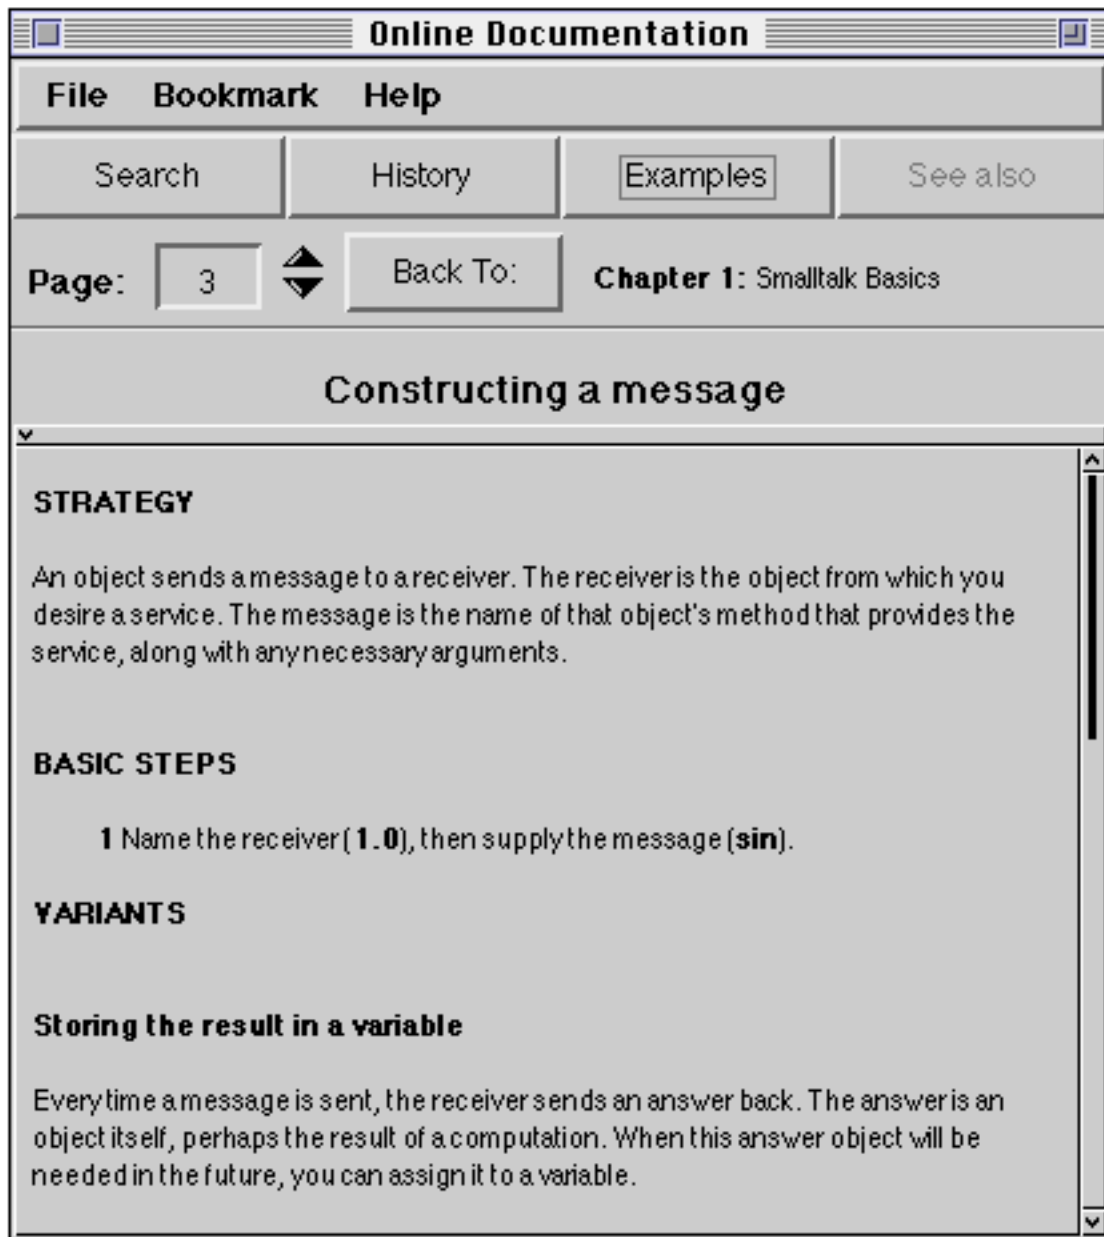 Online Documentation
File Bookmark Help
Search History Examples See also
Page: 3 Back To: Chapter 1: Smalltalk Basics
Constructing a message
STRATEGY
An object sends a message to a receiver. The receiver is the object from which you
desire a service. The message is the name of that object's method that provides the
service, along with any necessary arguments.
BASIC STEPS
1 Name the receiver (1.0), then supply the message (sin).
VARIANTS
Storing the result in a variable
Every time a message is sent, the receiver sends an answer back. The answer is an
object itself, perhaps the result of a computation. When this answer object will be
needed in the future, you can assign it to a variable.